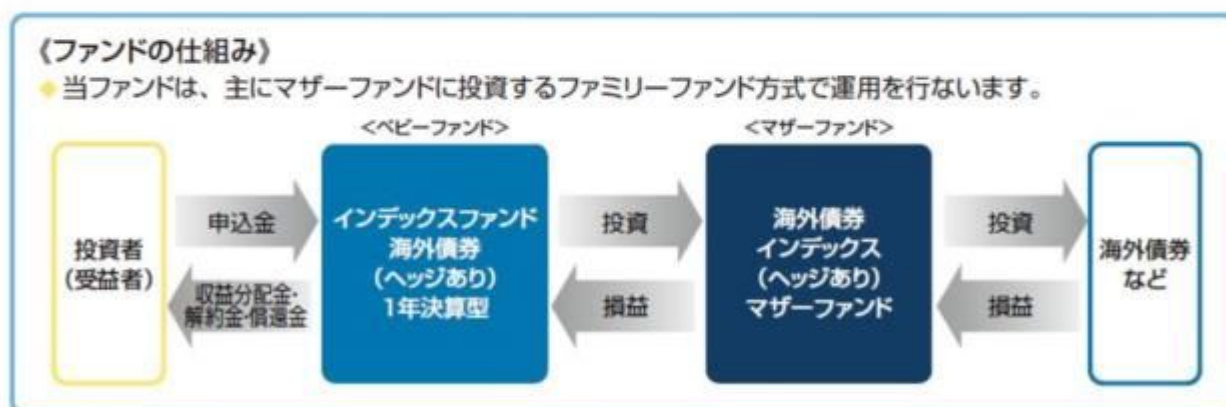 《ファンドの仕組み》
◆当ファンドは、主にマザーファンドに投資するファミリーファンド方式で運用を行ないます。
<ベビーファンド>
<マザーファンド>
投資者
(受益者)
申込金
収益分配金・
解約金・償還金
インデックスファンド
海外債券
(ヘッジあり)
1年決算型
投資
損益
海外債券
インデックス
(ヘッジあり)
マザーファンド
投資
損益
海外債券
など